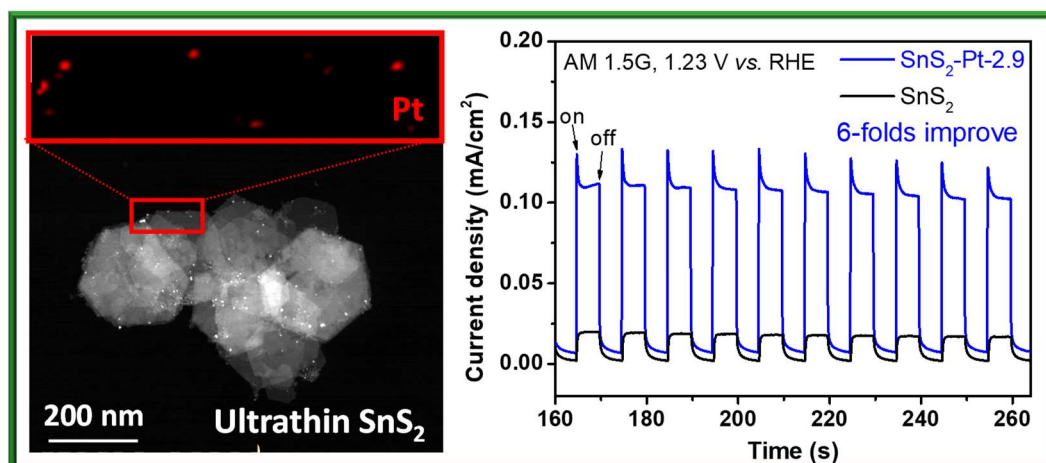 Pt
200 nm
Ultrathin SnS₂
Current density (mA/cm²)
0.20
0.15
0.10
0.05
0.00
AM 1.5G, 1.23 V vs. RHE
SnS₂-Pt-2.9
SnS₂
6-folds improve
on
off
160 180 200 220 240 260
Time (s)